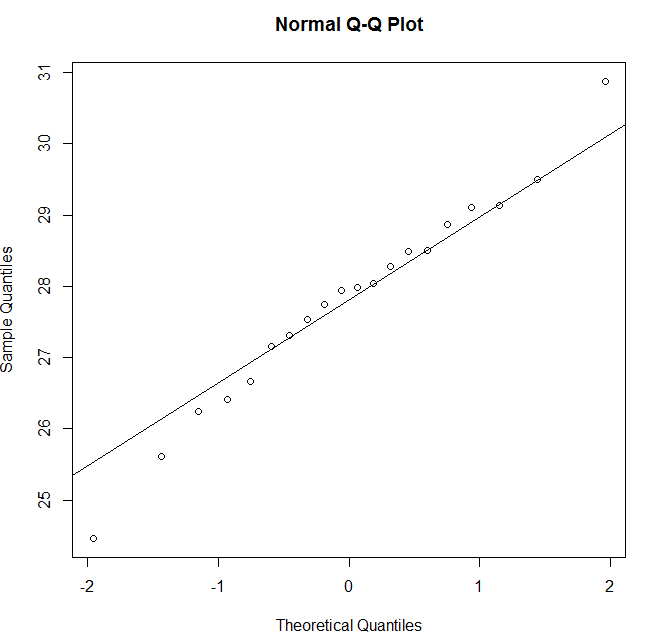 Normal Q-Q Plot
31
30
29
28
27
26
25
Sample Quantiles
-2 -1 0 1 2
Theoretical Quantiles